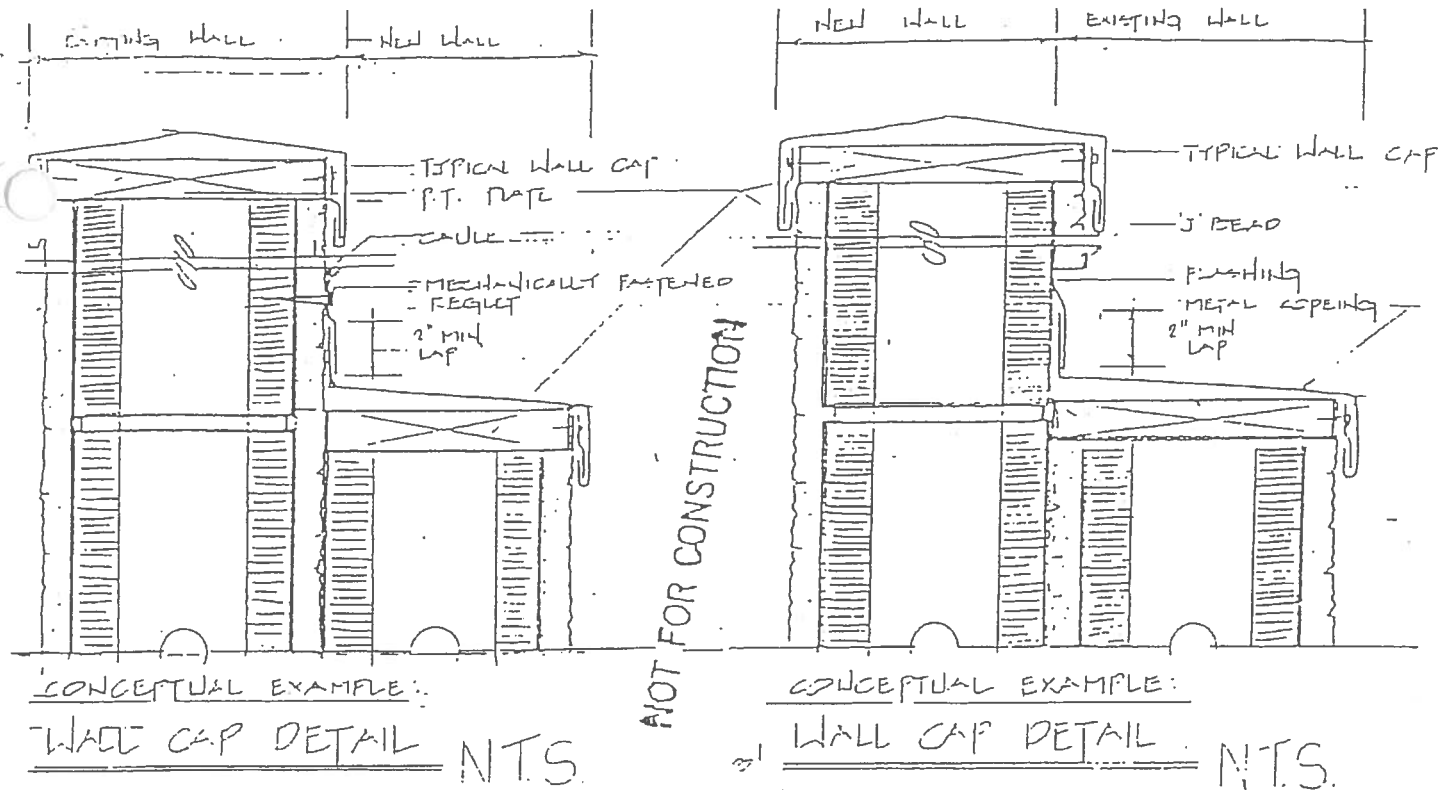 EXISTING WALL
NEW WALL
TYPICAL WALL CAP
P.T. PLATE
CAULK
MECHANICALLY FASTENED
REGLET
2" MIN
LAP
CONCEPTUAL EXAMPLE:
WALL CAP DETAIL N.T.S.
NOT FOR CONSTRUCTION
NEW WALL
EXISTING WALL
TYPICAL WALL CAP
'J' BEAD
FLASHING
METAL COPEING
2" MIN
LAP
CONCEPTUAL EXAMPLE:
WALL CAP DETAIL N.T.S.